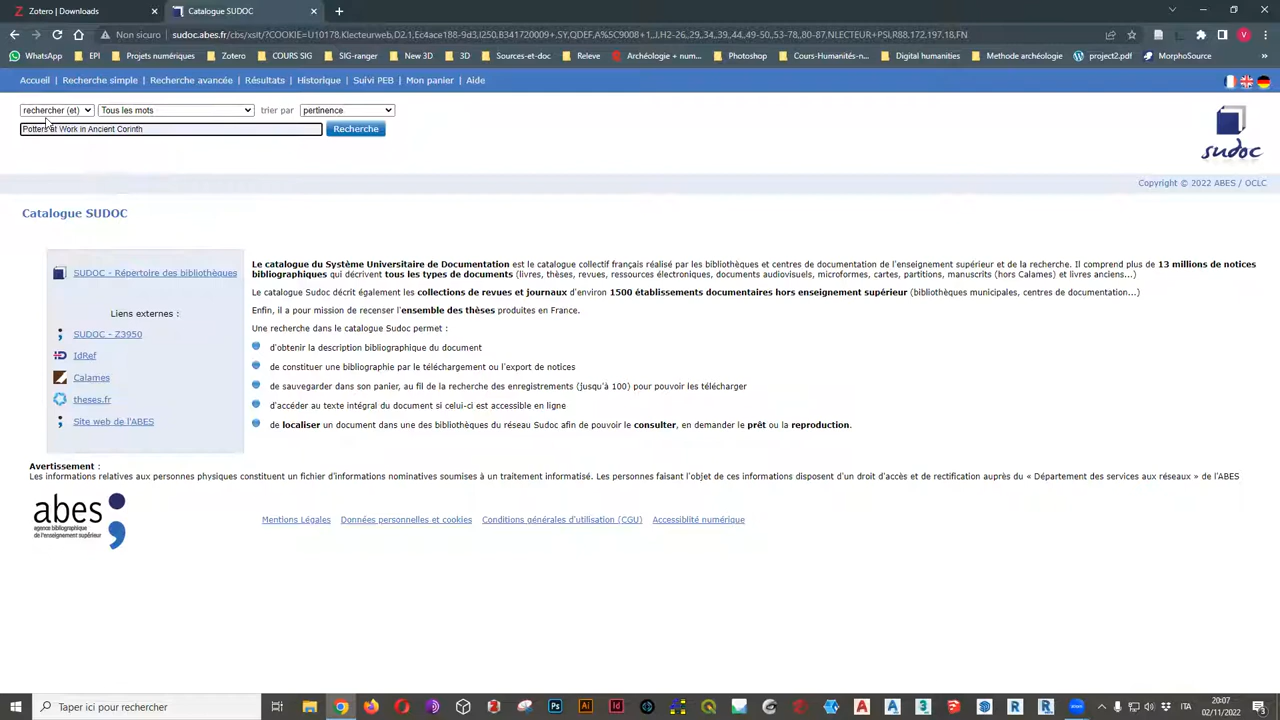 Zotero | Downloads
Catalogue SUDOC
Non sicuro | sudoc.abes.fr/cbs/xslt/?COOKIE=U10178,Klecteurweb,D2.1,Ec4ace188-9d3,I250,B341720009+,SY,QDEF,A%5C9008+1,,J,H2-26,,29,,34,,39,,44,,49-50,,53-78,,80-87,NLECTEUR+PSI,R88.172.197.18,FN
WhatsApp EPI Projets numériques Zotero COURS SIG SIG-ranger E-M New 3D 3D Sources-et-doc Releve Archéologie + num... Photoshop Cours-Humanités-n... Digital humanities Methode archéologie project2.pdf MorphoSource
Accueil | Recherche simple | Recherche avancée | Résultats | Historique | Suivi PEB | Mon panier | Aide
rechercher (et) Tous les mots trier par pertinence
Potters at Work in Ancient Corinth Recherche
sudoc
Copyright © 2022 ABES / OCLC
Catalogue SUDOC
SUDOC - Répertoire des bibliothèques
Liens externes :
SUDOC - Z3950
IdRef
Calames
theses.fr
Site web de l'ABES
Le catalogue du Système Universitaire de Documentation est le catalogue collectif français réalisé par les bibliothèques et centres de documentation de l'enseignement supérieur et de la recherche. Il comprend plus de 13 millions de notices
bibliographiques qui décrivent tous les types de documents (livres, thèses, revues, ressources électroniques, documents audiovisuels, microformes, cartes, partitions, manuscrits (hors Calames) et livres anciens...)
Le catalogue Sudoc décrit également les collections de revues et journaux d'environ 1500 établissements documentaires hors enseignement supérieur (bibliothèques municipales, centres de documentation...)
Enfin, il a pour mission de recenser l'ensemble des thèses produites en France.
Une recherche dans le catalogue Sudoc permet :
d'obtenir la description bibliographique du document
de constituer une bibliographie par le téléchargement ou l'export de notices
de sauvegarder dans son panier, au fil de la recherche des enregistrements (jusqu'à 100) pour pouvoir les télécharger
d'accéder au texte intégral du document si celui-ci est accessible en ligne
de localiser un document dans une des bibliothèques du réseau Sudoc afin de pouvoir le consulter, en demander le prêt ou la reproduction.
Avertissement :
Les informations relatives aux personnes physiques constituent un fichier d'informations nominatives soumises à un traitement informatisé. Les personnes faisant l'objet de ces informations disposent d'un droit d'accès et de rectification auprès du « Département des services aux réseaux » de l'ABES
abes
agence bibliographique
de l'enseignement supérieur
Mentions Légales Données personnelles et cookies Conditions générales d'utilisation (CGU) Accessiblité numérique
Taper ici pour rechercher
ITA
20:07
02/11/2022